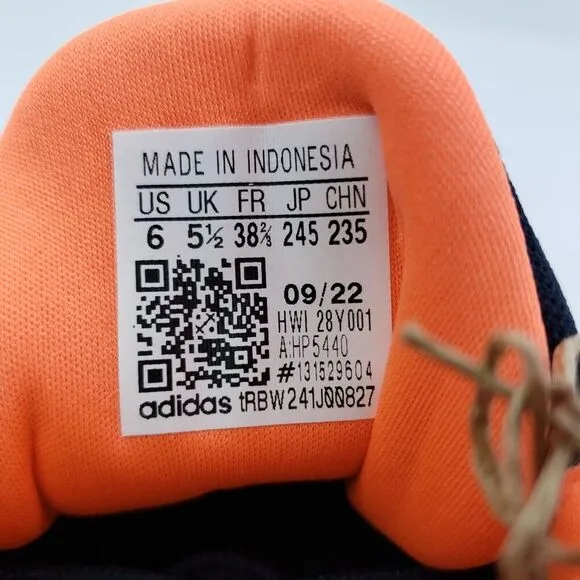 MADE IN INDONESIA
US UK FR JP CHN
6 5½ 38⅔ 245 235
09/22
HWI 28Y001
A:HP5440
#131529604
adidas tRBW241J00827